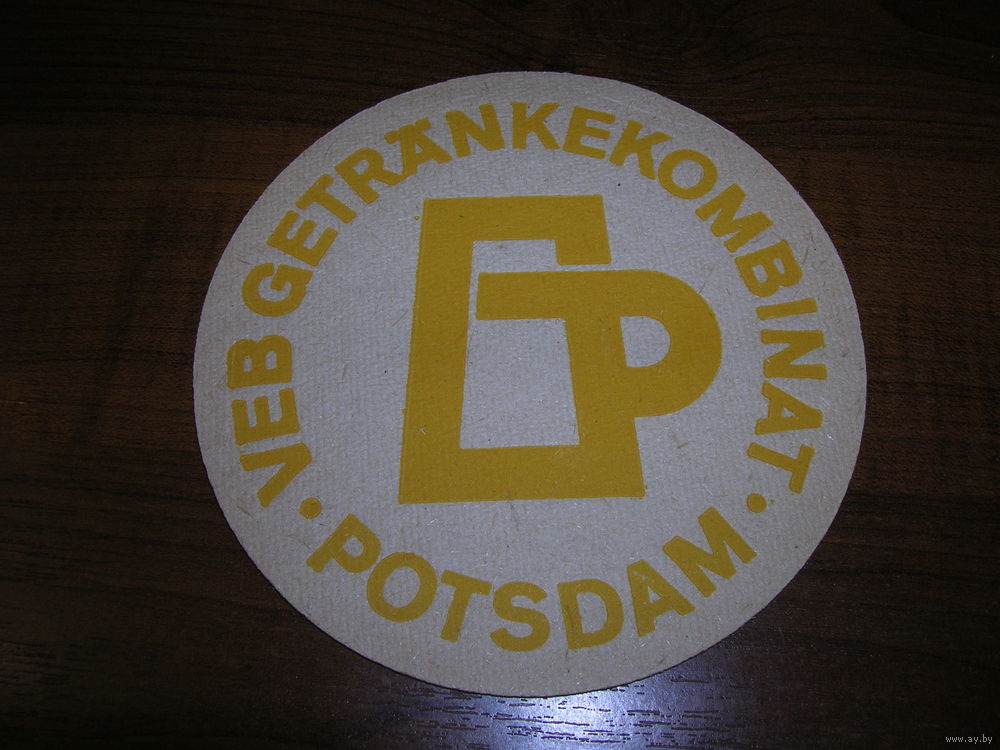 VEB GETRÄNKEKOMBINAT
• POTSDAM •
GP
www.ay.by